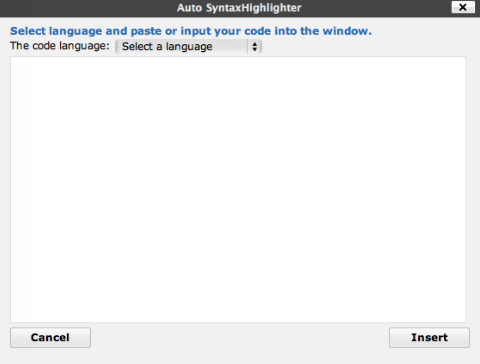 Auto SyntaxHighlighter
Select language and paste or input your code into the window.
The code language: Select a language
Cancel
Insert